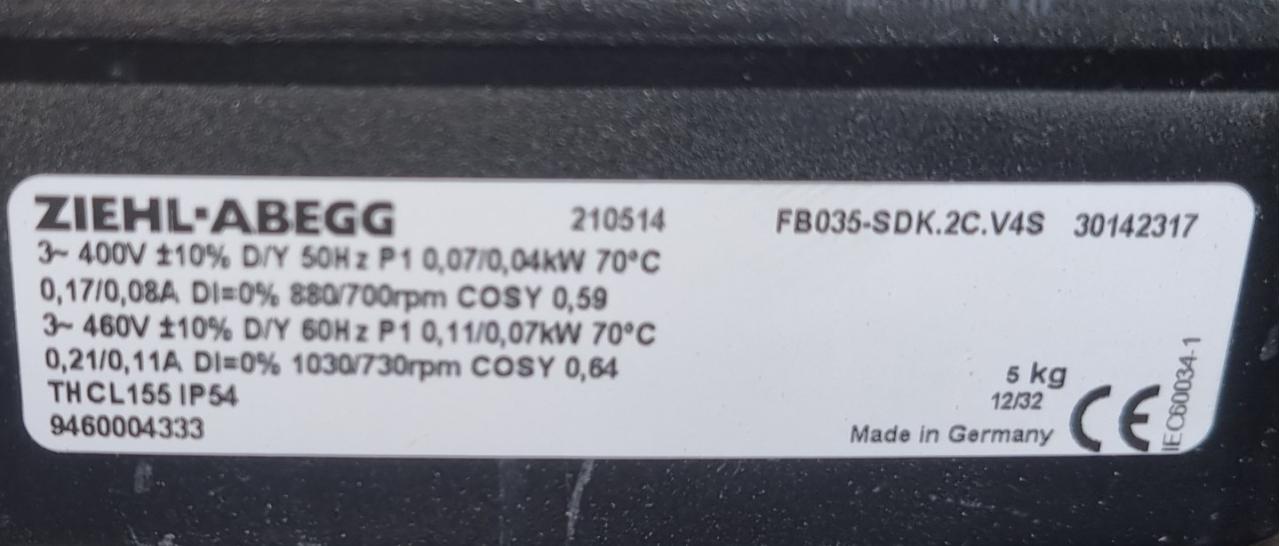 ZIEHL-ABEGG 210514 FB035-SDK.2C.V4S 30142317
3~ 400V ±10% D/Y 50Hz P1 0,07/0,04kW 70°C
0,17/0,08A DI=0% 880/700rpm COSY 0,59
3~ 460V ±10% D/Y 60Hz P1 0,11/0,07kW 70°C
0,21/0,11A DI=0% 1030/730rpm COSY 0,64
THCL155 IP54
9460004333
5 kg
12/32
Made in Germany CE
IEC60034-1